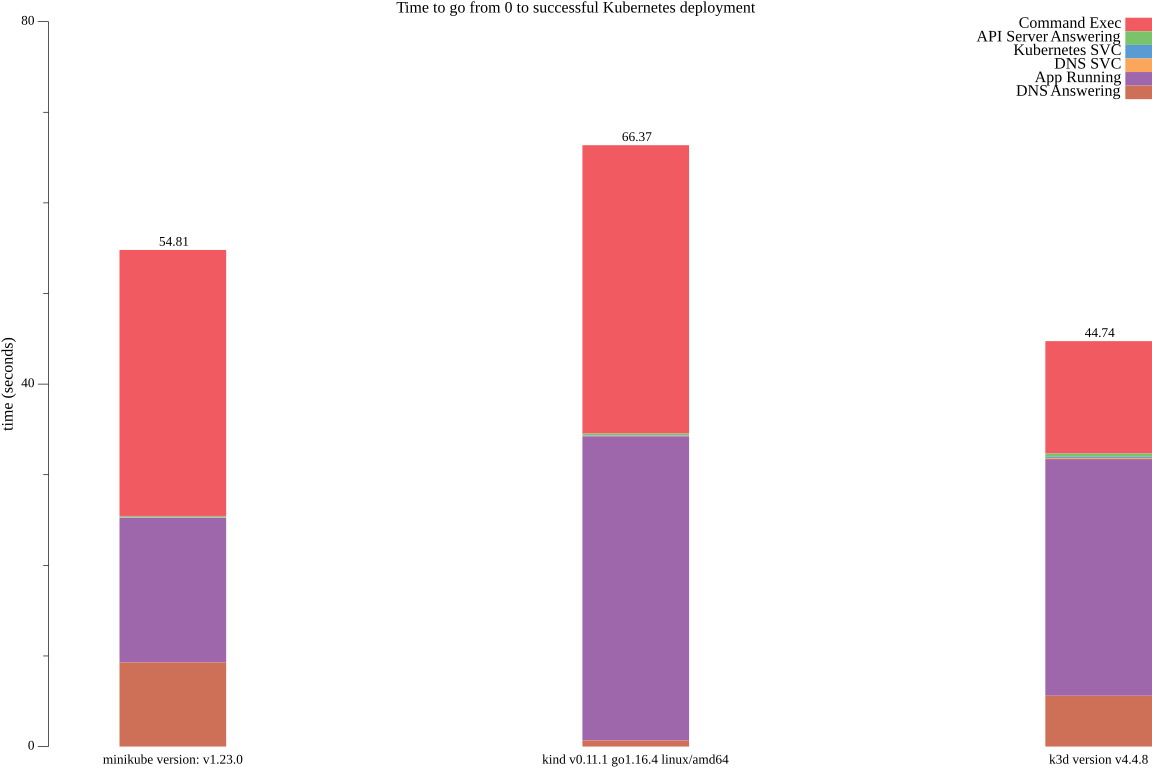 Time to go from 0 to successful Kubernetes deployment
80
Command Exec
API Server Answering
Kubernetes SVC
DNS SVC
App Running
DNS Answering
66.37
54.81
44.74
40
time (seconds)
0
minikube version: v1.23.0
kind v0.11.1 go1.16.4 linux/amd64
k3d version v4.4.8